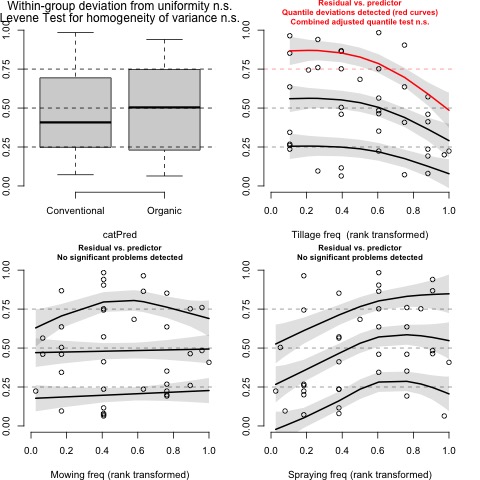 Within-group deviation from uniformity n.s.
Levene Test for homogeneity of variance n.s.
0.00 0.25 0.50 0.75 1.00
Conventional Organic
catPred
Residual vs. predictor
Quantile deviations detected (red curves)
Combined adjusted quantile test n.s.
0.00 0.25 0.50 0.75 1.00
0.0 0.2 0.4 0.6 0.8 1.0
Tillage freq (rank transformed)
Residual vs. predictor
No significant problems detected
0.00 0.25 0.50 0.75 1.00
0.0 0.2 0.4 0.6 0.8 1.0
Mowing freq (rank transformed)
Residual vs. predictor
No significant problems detected
0.00 0.25 0.50 0.75 1.00
0.0 0.2 0.4 0.6 0.8 1.0
Spraying freq (rank transformed)